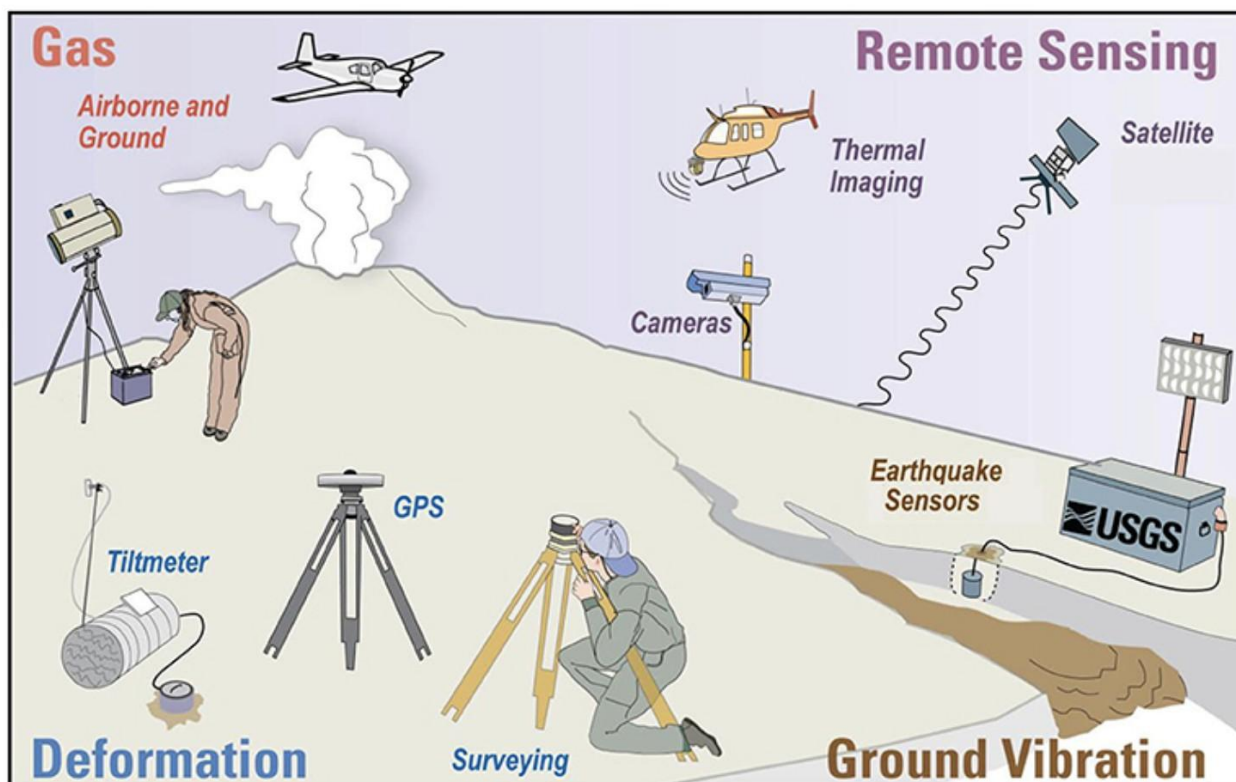 Gas
Remote Sensing
Airborne and
Ground
Thermal
Imaging
Satellite
Cameras
Earthquake
Sensors
GPS
USGS
Tiltmeter
Deformation
Surveying
Ground Vibration